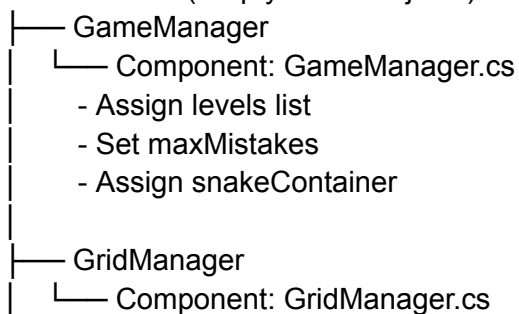 ├── GameManager
│ └── Component: GameManager.cs
│ - Assign levels list
│ - Set maxMistakes
│ - Assign snakeContainer
│
├── GridManager
│ └── Component: GridManager.cs